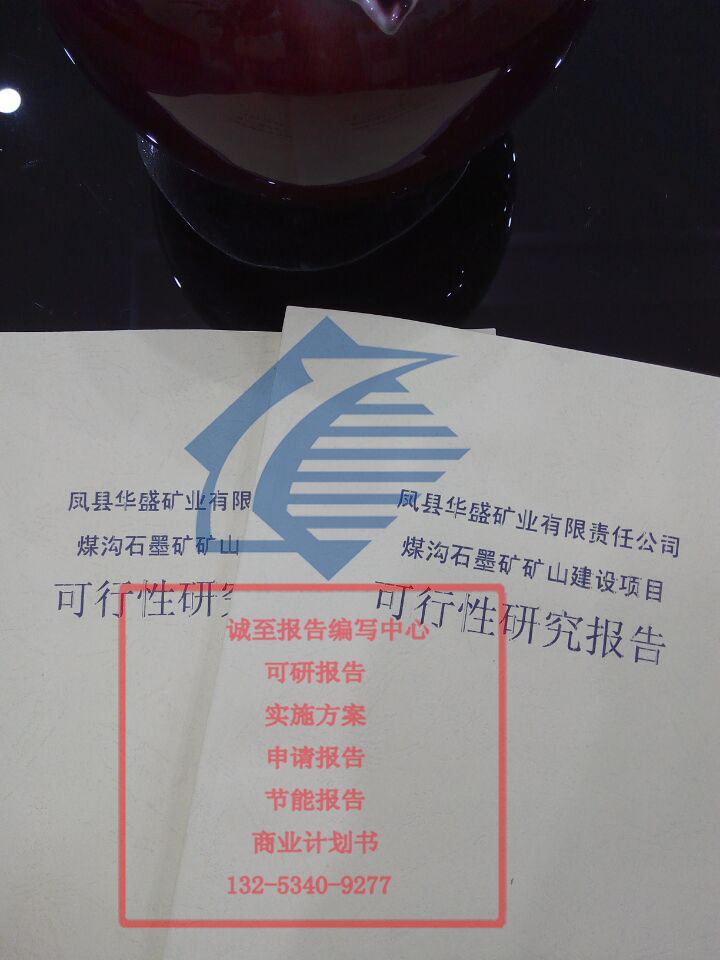 凤县华盛矿业有限
煤沟石墨矿矿山
可行性研究
凤县华盛矿业有限责任公司
煤沟石墨矿矿山建设项目
可行性研究报告
诚至报告编写中心
可研报告
实施方案
申请报告
节能报告
商业计划书
132-5340-9277